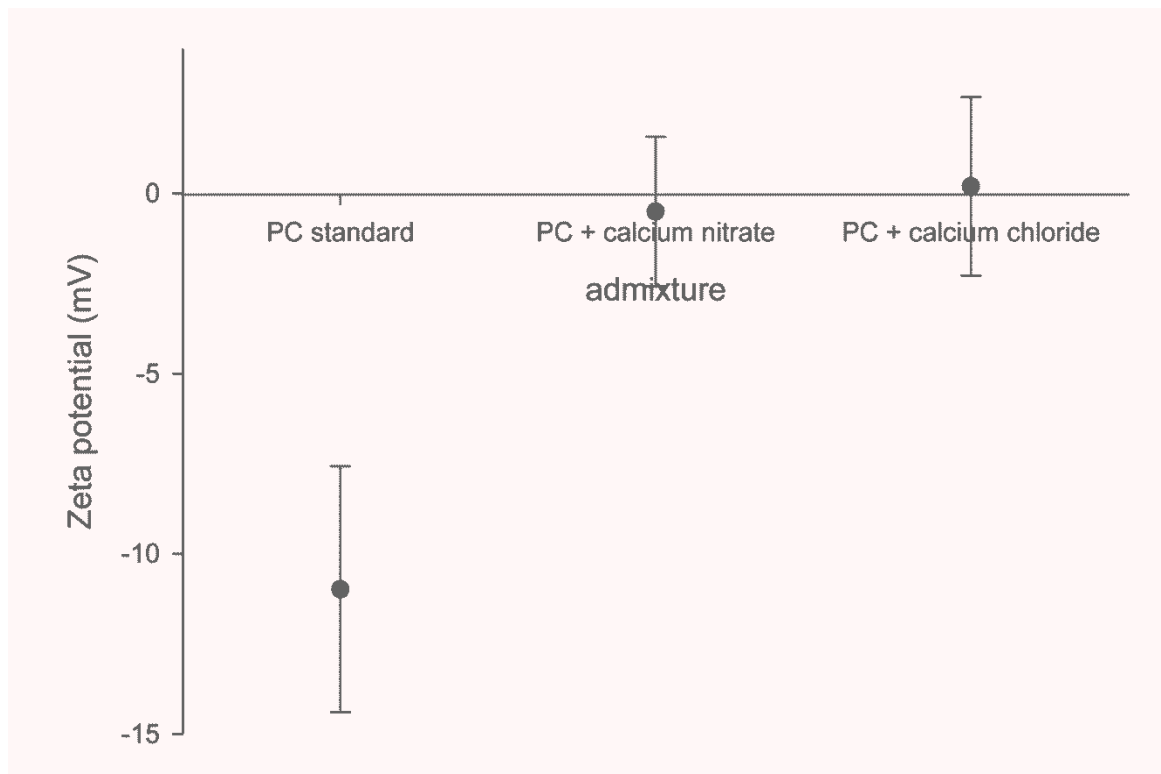 0
PC standard
PC + calcium nitrate
PC + calcium chloride
admixture
Zeta potential (mV)
-5
-10
-15